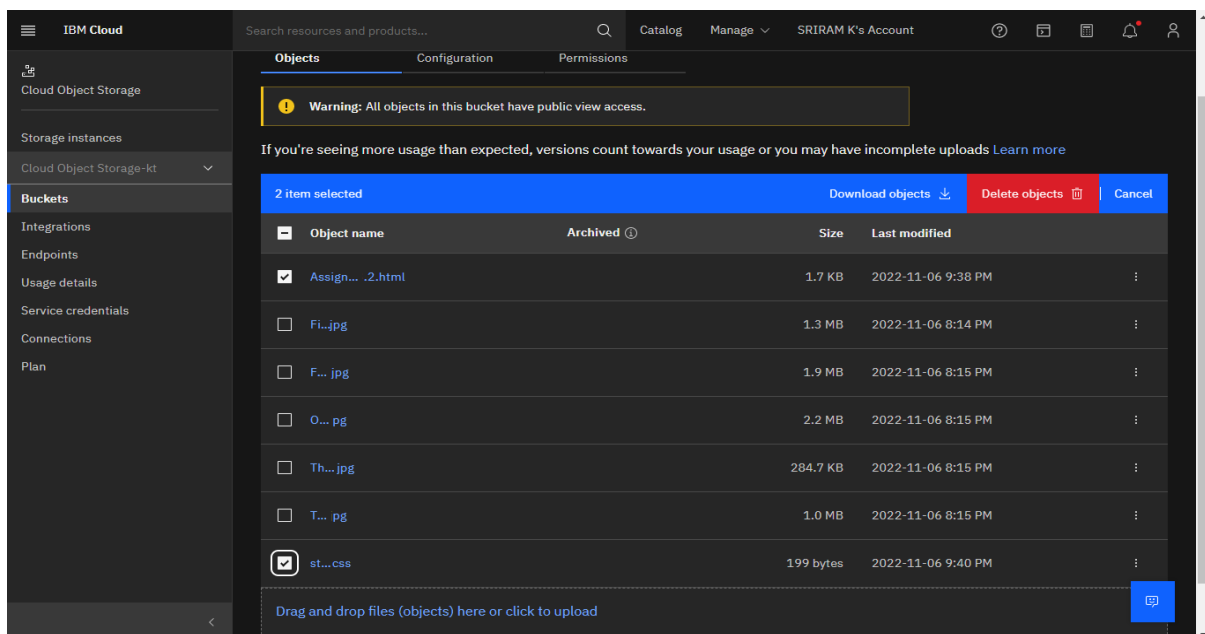 IBM Cloud
Search resources and products...
Catalog
Manage
SRIRAM K's Account
Cloud Object Storage
Storage instances
Cloud Object Storage-kt
Buckets
Integrations
Endpoints
Usage details
Service credentials
Connections
Plan
Objects
Configuration
Permissions
Warning: All objects in this bucket have public view access.
If you're seeing more usage than expected, versions count towards your usage or you may have incomplete uploads Learn more
2 item selected
Download objects
Delete objects
Cancel
Object name Archived Size Last modified
Assign... .2.html 1.7 KB 2022-11-06 9:38 PM
Fi...jpg 1.3 MB 2022-11-06 8:14 PM
F... jpg 1.9 MB 2022-11-06 8:15 PM
O... pg 2.2 MB 2022-11-06 8:15 PM
Th... jpg 284.7 KB 2022-11-06 8:15 PM
T... pg 1.0 MB 2022-11-06 8:15 PM
st...css 199 bytes 2022-11-06 9:40 PM
Drag and drop files (objects) here or click to upload